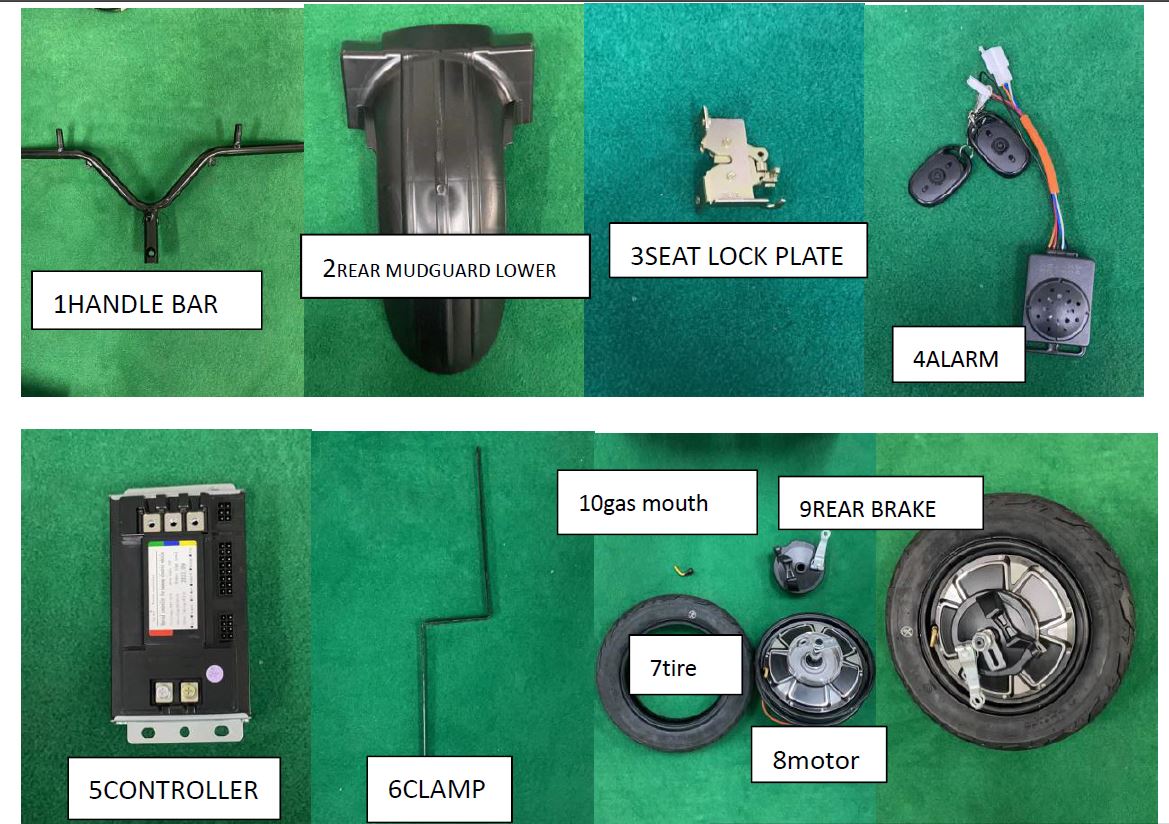 1HANDLE BAR
2REAR MUDGUARD LOWER
3SEAT LOCK PLATE
4ALARM
5CONTROLLER
6CLAMP
10gas mouth
9REAR BRAKE
7tire
8motor